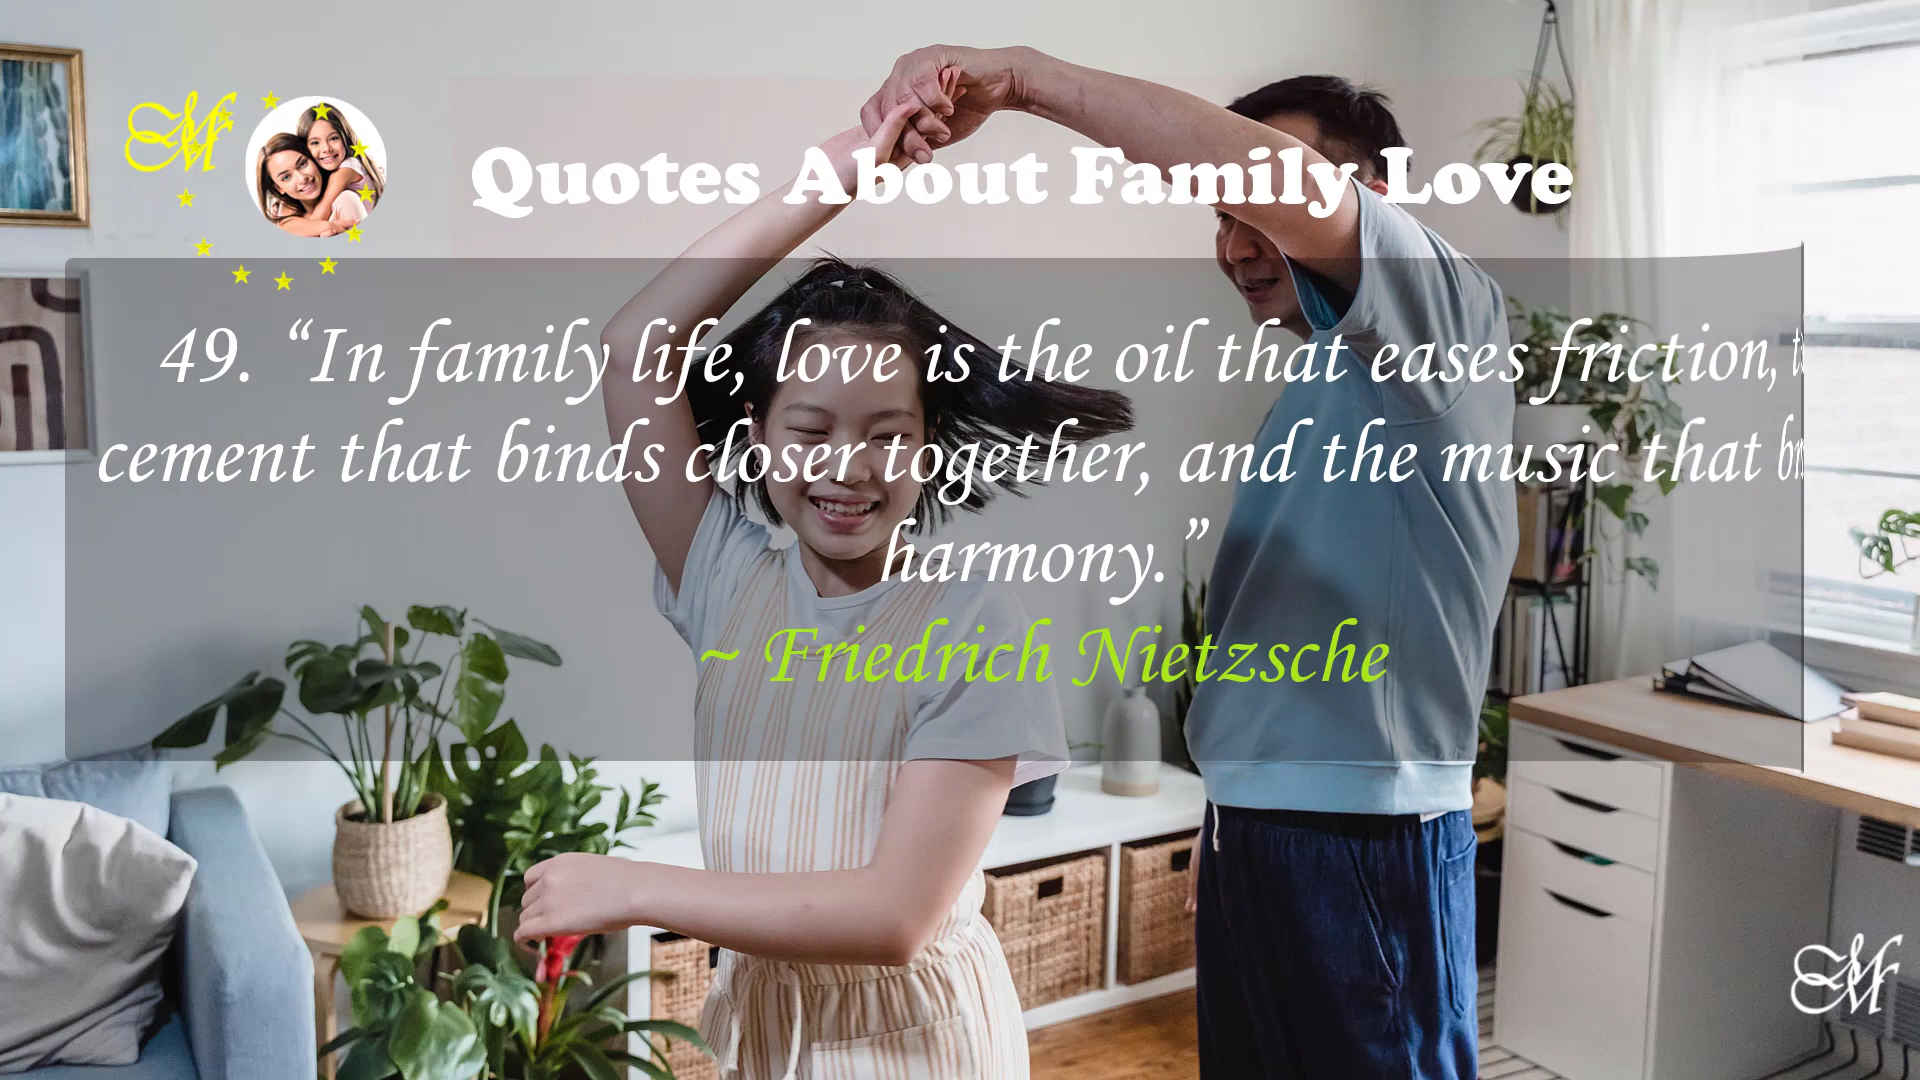 Quotes About Family Love
49. “In family life, love is the oil that eases friction,
cement that binds closer together, and the music that
harmony.”
~ Friedrich Nietzsche